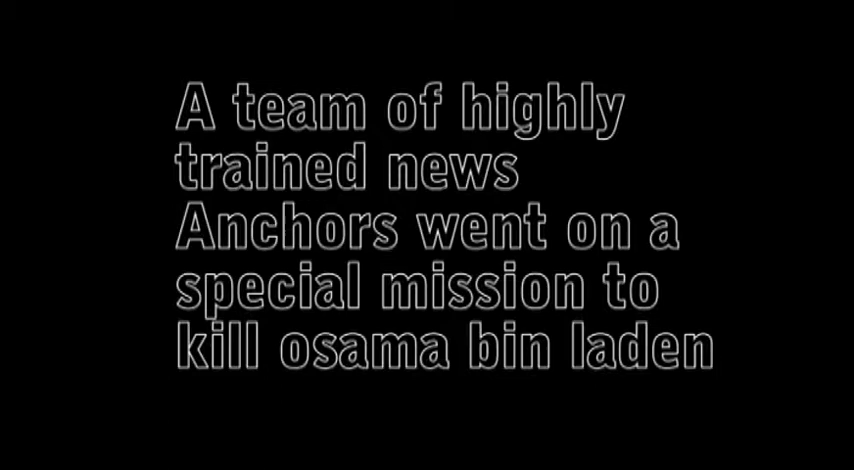 A team of highly
trained news
Anchors went on a
special mission to
kill osama bin laden